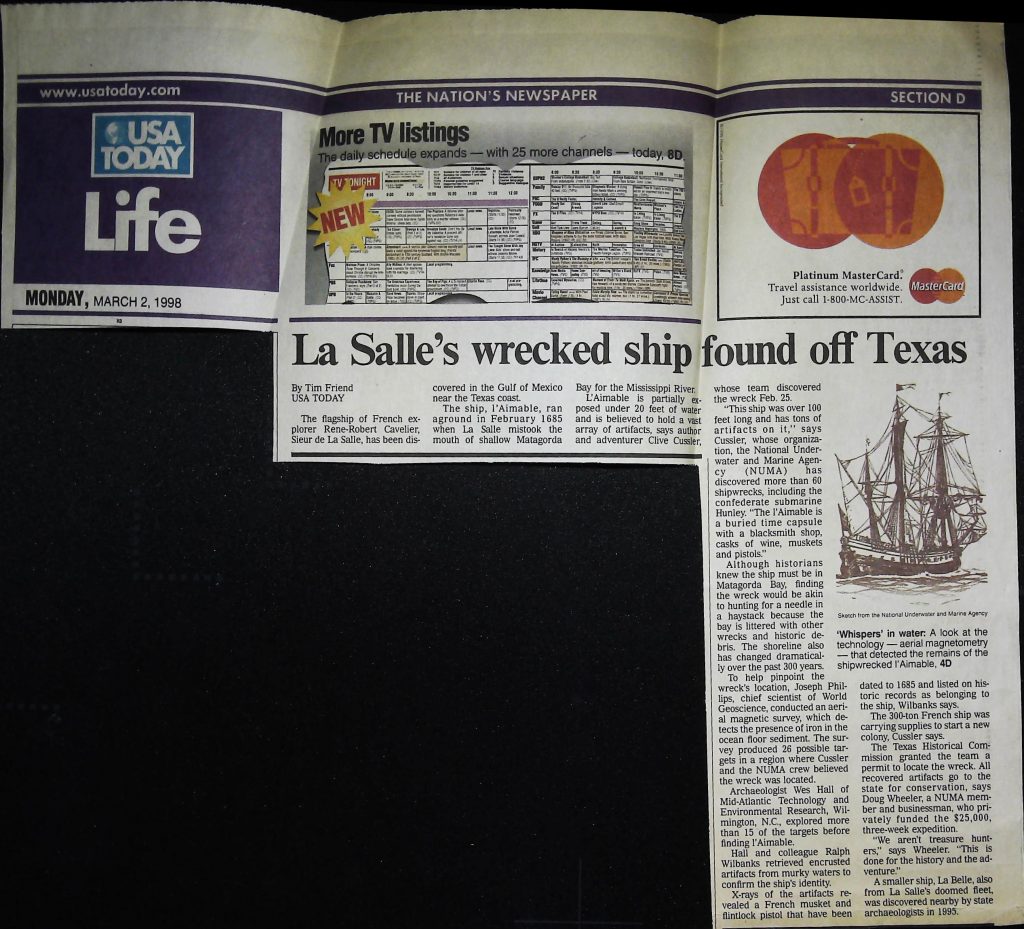 www.usatoday.com
THE NATION'S NEWSPAPER
SECTION D
USA
TODAY
Life
MONDAY, MARCH 2, 1998
More TV listings
The daily schedule expands — with 25 more channels — today, 8D
TV TONIGHT
NEW
Platinum MasterCard.®
Travel assistance worldwide.
Just call 1-800-MC-ASSIST.
MasterCard
La Salle's wrecked ship found off Texas
By Tim Friend
USA TODAY
The flagship of French ex-
plorer Rene-Robert Cavelier,
Sieur de La Salle, has been dis-
covered in the Gulf of Mexico
near the Texas coast.
The ship, l'Aimable, ran
aground in February 1685
when La Salle mistook the
mouth of shallow Matagorda
Bay for the Mississippi River.
L'Aimable is partially ex-
posed under 20 feet of water
and is believed to hold a vast
array of artifacts, says author
and adventurer Clive Cussler,
whose team discovered
the wreck Feb. 25.
"This ship was over 100
feet long and has tons of
artifacts on it," says
Cussler, whose organiza-
tion, the National Under-
water and Marine Agen-
cy (NUMA) has
discovered more than 60
shipwrecks, including the
confederate submarine
Hunley. "The l'Aimable is
a buried time capsule
with a blacksmith shop,
casks of wine, muskets
and pistols."
Although historians
knew the ship must be in
Matagorda Bay, finding
the wreck would be akin
to hunting for a needle in
a haystack because the
bay is littered with other
wrecks and historic de-
bris. The shoreline also
has changed dramatical-
ly over the past 300 years.
To help pinpoint the
wreck's location, Joseph Phil-
lips, chief scientist of World
Geoscience, conducted an aeri-
al magnetic survey, which de-
tects the presence of iron in the
ocean floor sediment. The sur-
vey produced 26 possible tar-
gets in a region where Cussler
and the NUMA crew believed
the wreck was located.
Archaeologist Wes Hall of
Mid-Atlantic Technology and
Environmental Research, Wil-
mington, N.C., explored more
than 15 of the targets before
finding l'Aimable.
Hall and colleague Ralph
Wilbanks retrieved encrusted
artifacts from murky waters to
confirm the ship's identity.
X-rays of the artifacts re-
vealed a French musket and
flintlock pistol that have been
Sketch from the National Underwater and Marine Agency
'Whispers' in water: A look at the
technology — aerial magnetometry
— that detected the remains of the
shipwrecked l'Aimable, 4D
dated to 1685 and listed on his-
toric records as belonging to
the ship, Wilbanks says.
The 300-ton French ship was
carrying supplies to start a new
colony, Cussler says.
The Texas Historical Com-
mission granted the team a
permit to locate the wreck. All
recovered artifacts go to the
state for conservation, says
Doug Wheeler, a NUMA mem-
ber and businessman, who pri-
vately funded the $25,000,
three-week expedition.
"We aren't treasure hunt-
ers," says Wheeler. "This is
done for the history and the ad-
venture."
A smaller ship, La Belle, also
from La Salle's doomed fleet,
was discovered nearby by state
archaeologists in 1995.